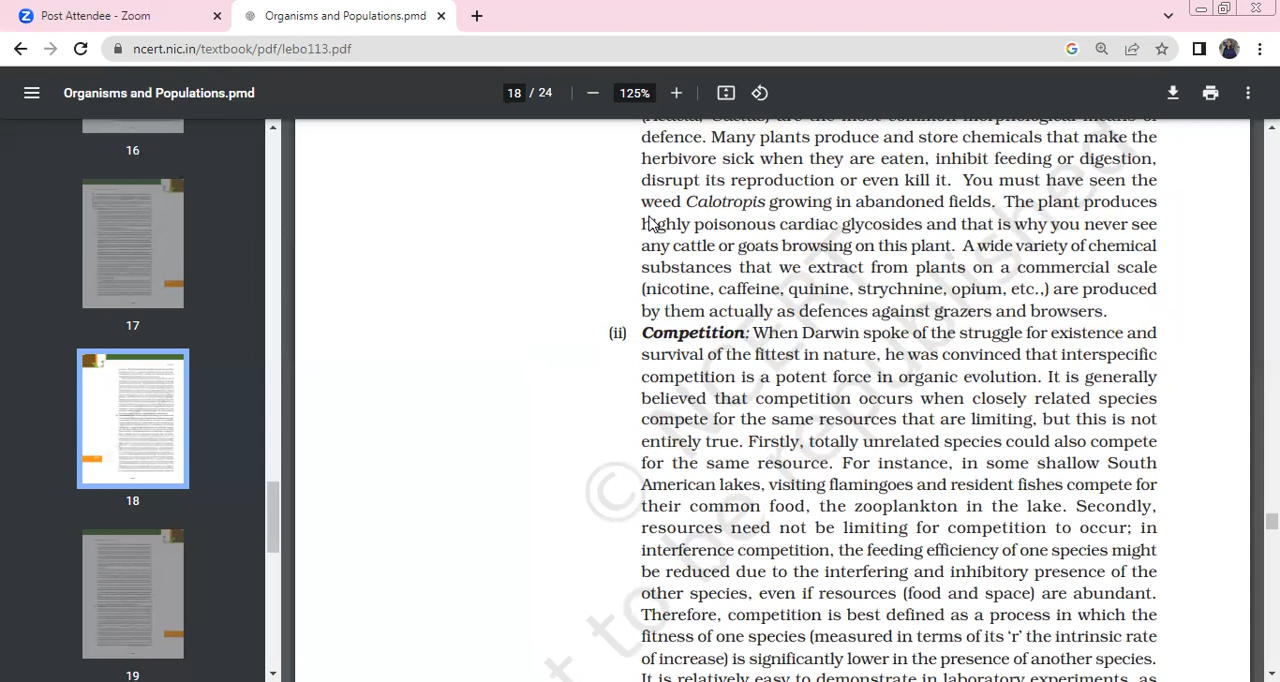 Post Attendee - Zoom
Organisms and Populations.pmd
ncert.nic.in/textbook/pdf/lebo113.pdf
Organisms and Populations.pmd
18 / 24
125%
16
17
18
19
(Acacia, Cactus) are the most common morphological means of
defence. Many plants produce and store chemicals that make the
herbivore sick when they are eaten, inhibit feeding or digestion,
disrupt its reproduction or even kill it. You must have seen the
weed Calotropis growing in abandoned fields. The plant produces
highly poisonous cardiac glycosides and that is why you never see
any cattle or goats browsing on this plant. A wide variety of chemical
substances that we extract from plants on a commercial scale
(nicotine, caffeine, quinine, strychnine, opium, etc.,) are produced
by them actually as defences against grazers and browsers.
(ii) Competition: When Darwin spoke of the struggle for existence and
survival of the fittest in nature, he was convinced that interspecific
competition is a potent force in organic evolution. It is generally
believed that competition occurs when closely related species
compete for the same resources that are limiting, but this is not
entirely true. Firstly, totally unrelated species could also compete
for the same resource. For instance, in some shallow South
American lakes, visiting flamingoes and resident fishes compete for
their common food, the zooplankton in the lake. Secondly,
resources need not be limiting for competition to occur; in
interference competition, the feeding efficiency of one species might
be reduced due to the interfering and inhibitory presence of the
other species, even if resources (food and space) are abundant.
Therefore, competition is best defined as a process in which the
fitness of one species (measured in terms of its ‘r’ the intrinsic rate
of increase) is significantly lower in the presence of another species.
It is relatively easy to demonstrate in laboratory experiments, as
© NCERT
t to be republished